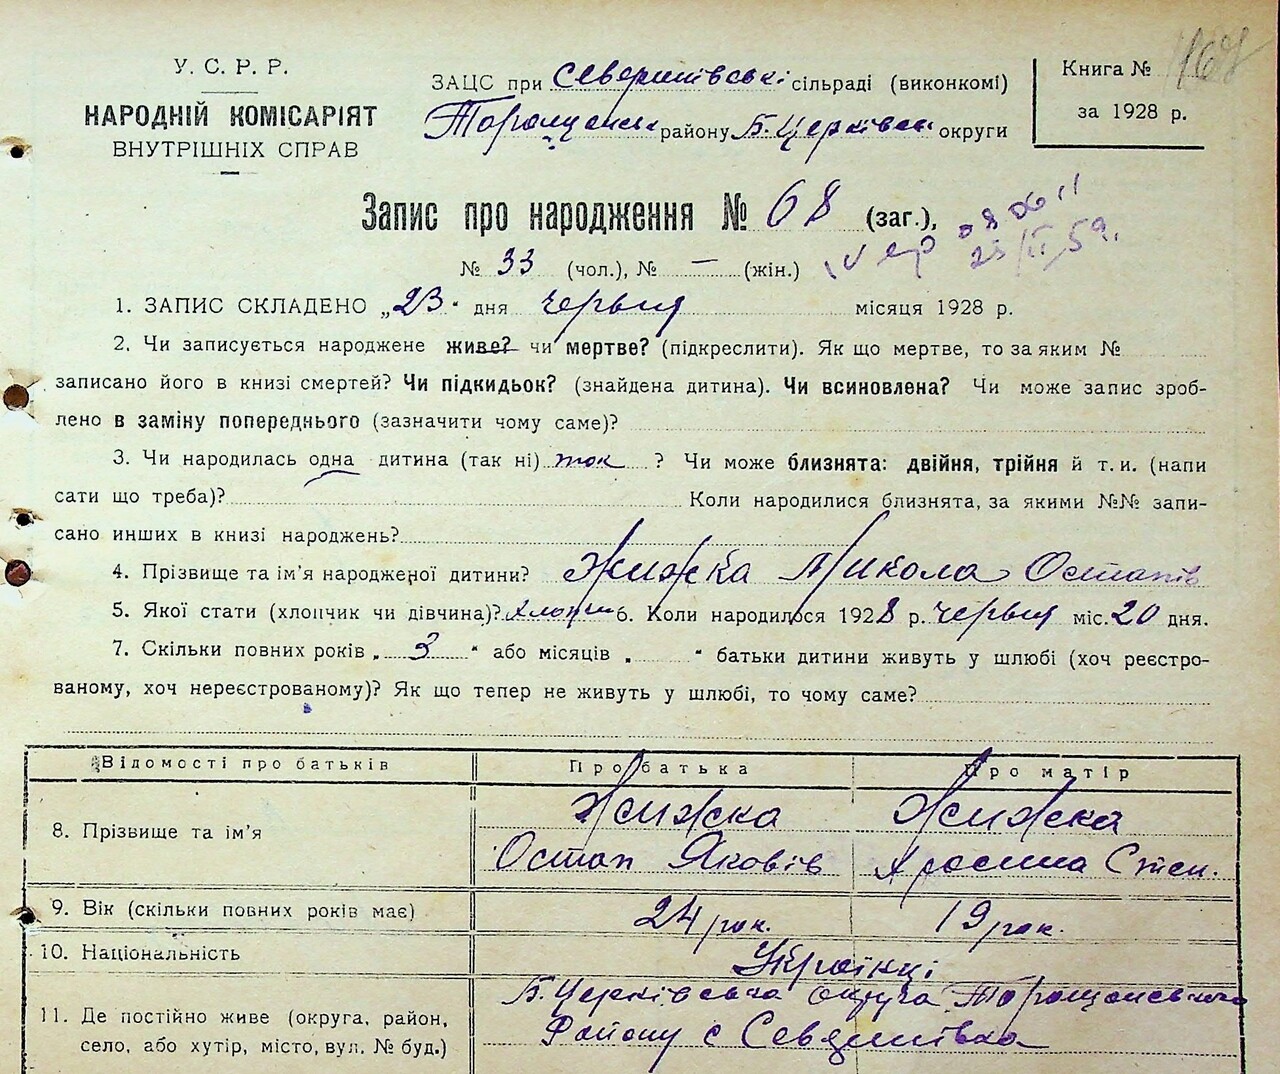 У. С. Р. Р.
НАРОДНІЙ КОМІСАРІЯТ
ВНУТРІШНІХ СПРАВ
ЗАЦС при Северинівські сільраді (виконкомі)
Таращанськ району Б. Церківськ округи
Книга №
за 1928 р.
Запис про народження № 68 (заг.),
№ 33 (чол.), № — (жін.)
1. ЗАПИС СКЛАДЕНО „23" дня червня місяця 1928 р.
2. Чи записується народжене живе? чи мертве? (підкреслити). Як що мертве, то за яким №
записано його в книзі смертей? Чи підкидьок? (знайдена дитина). Чи всиновлена? Чи може запис зроб-
лено в заміну попереднього (зазначити чому саме)?
3. Чи народилась одна дитина (так ні) так ? Чи може близнята: двійня, трійня й т. и. (напи
сати що треба)? Коли народилися близнята, за якими №№ запи-
сано инших в книзі народжень?
4. Прізвище та ім'я народженої дитини? Жижка Микола Остапів
5. Якої стати (хлопчик чи дівчина)? 6. Коли народилося 1928 р. червня міс. 20 дня.
7. Скільки повних років „ 3 " або місяців „ " батьки дитини живуть у шлюбі (хоч реєстро-
ваному, хоч нереєстрованому)? Як що тепер не живуть у шлюбі, то чому саме?
Відомості про батьків Про батька Про матір
8. Прізвище та ім'я Жижка Жижка
Остап Яковів Степ.
9. Вік (скільки повних років має) 24 рок. 19 рок.
10. Національність Українці
11. Де постійно живе (округа, район,
село, або хутір, місто, вул. № буд.)
Б. Церківська округа Таращанського
Району с